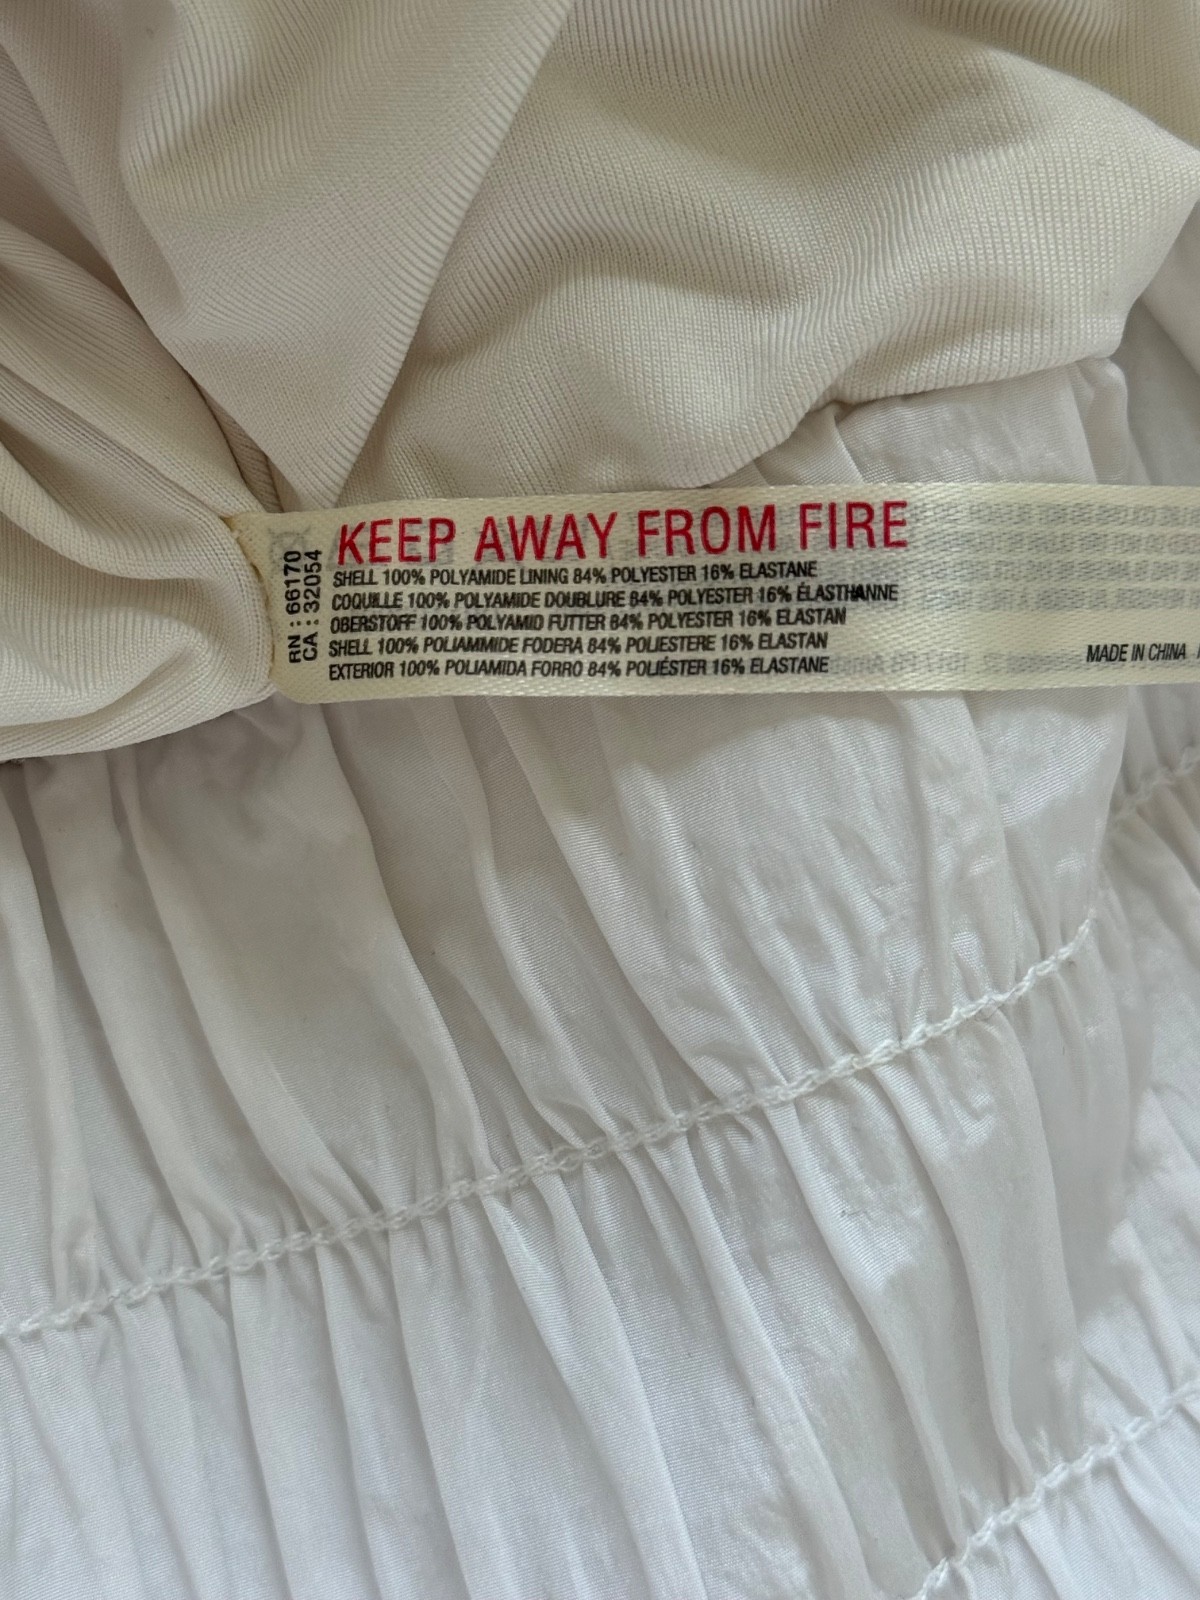 KEEP AWAY FROM FIRE
RN : 66170
CA : 32054
SHELL 100% POLYAMIDE LINING 84% POLYESTER 16% ELASTANE
COQUILLE 100% POLYAMIDE DOUBLURE 84% POLYESTER 16% ÉLASTHANNE
OBERSTOFF 100% POLYAMID FUTTER 84% POLYESTER 16% ELASTAN
SHELL 100% POLIAMMIDE FODERA 84% POLIESTERE 16% ELASTAN
EXTERIOR 100% POLIAMIDA FORRO 84% POLIÉSTER 16% ELASTANE
MADE IN CHINA